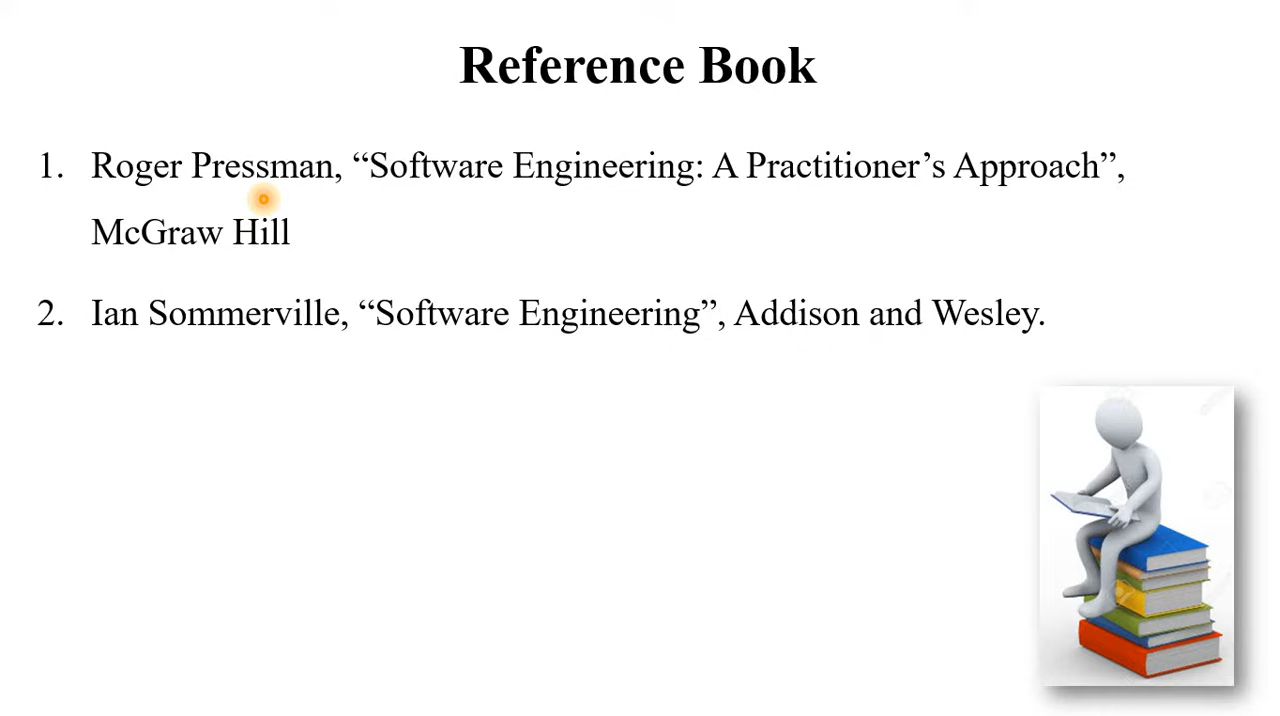 Reference Book
1. Roger Pressman, “Software Engineering: A Practitioner’s Approach”,
McGraw Hill
2. Ian Sommerville, “Software Engineering”, Addison and Wesley.